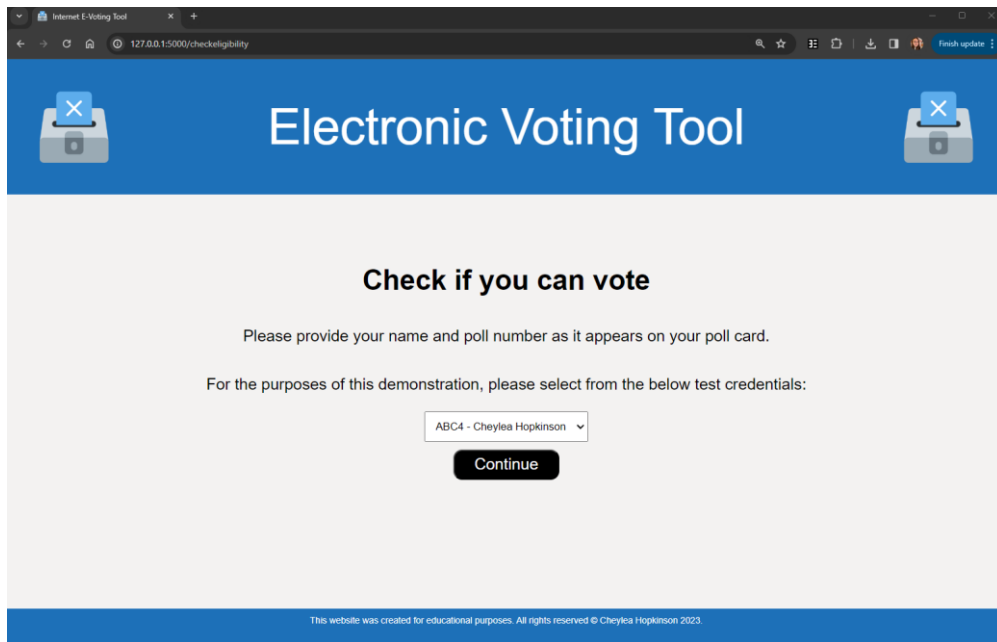 Internet E-Voting Tool
127.0.0.1:5000/checkeligibility
Finish update
Electronic Voting Tool
Check if you can vote
Please provide your name and poll number as it appears on your poll card.
For the purposes of this demonstration, please select from the below test credentials:
ABC4 - Cheylea Hopkinson
Continue
This website was created for educational purposes. All rights reserved © Cheylea Hopkinson 2023.